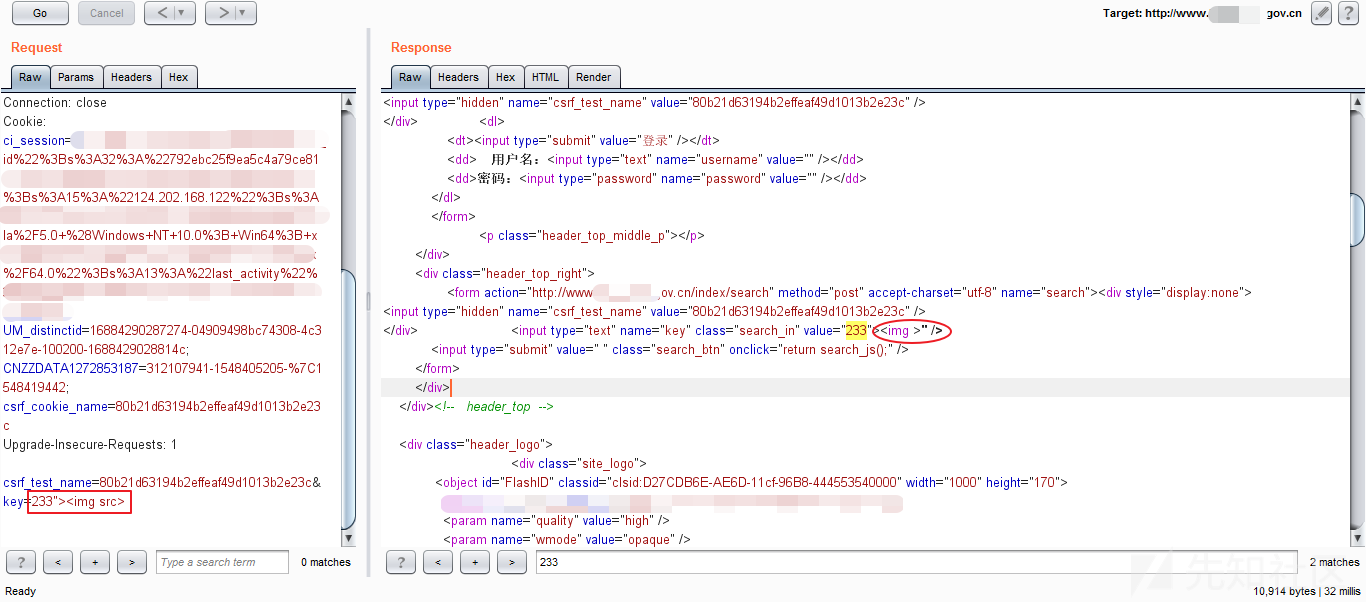 Go
Cancel
<
>
Target: http://www.
gov.cn
?
Request
Response
Raw
Params
Headers
Hex
Raw
Headers
Hex
HTML
Render
Connection: close
Cookie:
ci_session=
id%22%3Bs%3A32%3A%22792ebc25f9ea5c4a79ce81
%3Bs%3A15%3A%22124.202.168.122%22%3Bs%3A
la%2F5.0+%28Windows+NT+10.0%3B+Win64%3B+x
%2F64.0%22%3Bs%3A13%3A%22last_activity%22%
UM_distinctid=16884290287274-04909498bc74308-4c3
12e7e-100200-1688429028814c;
CNZZDATA1272853187=312107941-1548405205-%7C1
548419442;
csrf_cookie_name=80b21d63194b2effeaf49d1013b2e23
c
Upgrade-Insecure-Requests: 1
csrf_test_name=80b21d63194b2effeaf49d1013b2e23c&
key=233"><img src>
<input type="hidden" name="csrf_test_name" value="80b21d63194b2effeaf49d1013b2e23c" />
</div> <dl>
<dt><input type="submit" value="登录" /></dt>
<dd> 用户名：<input type="text" name="username" value="" /></dd>
<dd>密码：<input type="password" name="password" value="" /></dd>
</dl>
</form>
<p class="header_top_middle_p"></p>
</div>
<div class="header_top_right">
<form action="http://www ov.cn/index/search" method="post" accept-charset="utf-8" name="search"><div style="display:none">
<input type="hidden" name="csrf_test_name" value="80b21d63194b2effeaf49d1013b2e23c" />
</div> <input type="text" name="key" class="search_in" value="233"><img >" />
<input type="submit" value=" " class="search_btn" onclick="return search_js();" />
</form>
</div>
</div><!-- header_top -->
<div class="header_logo">
<div class="site_logo">
<object id="FlashID" classid="clsid:D27CDB6E-AE6D-11cf-96B8-444553540000" width="1000" height="170">
<param name="quality" value="high" />
<param name="wmode" value="opaque" />
?
<
+
>
Type a search term
0 matches
?
<
+
>
233
2 matches
Ready
10,914 bytes | 32 millis
先知社区